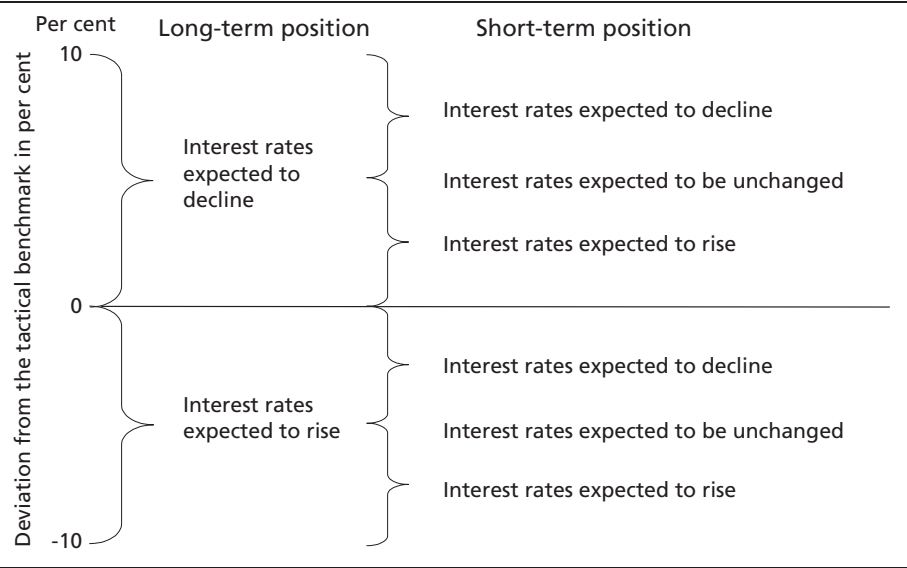 Per cent
Long-term position
Short-term position
Deviation from the tactical benchmark in per cent
10
Interest rates expected to decline
Interest rates
expected to
decline
Interest rates expected to be unchanged
Interest rates expected to rise
0
Interest rates expected to decline
Interest rates
expected to rise
Interest rates expected to be unchanged
Interest rates expected to rise
-10